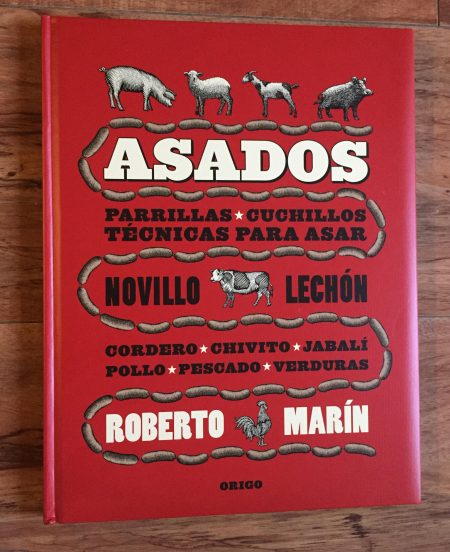 ASADOS
PARRILLAS★CUCHILLOS
TÉCNICAS PARA ASAR
NOVILLO LECHÓN
CORDERO★CHIVITO★JABALÍ
POLLO★PESCADO★VERDURAS
ROBERTO MARÍN
ORIGO